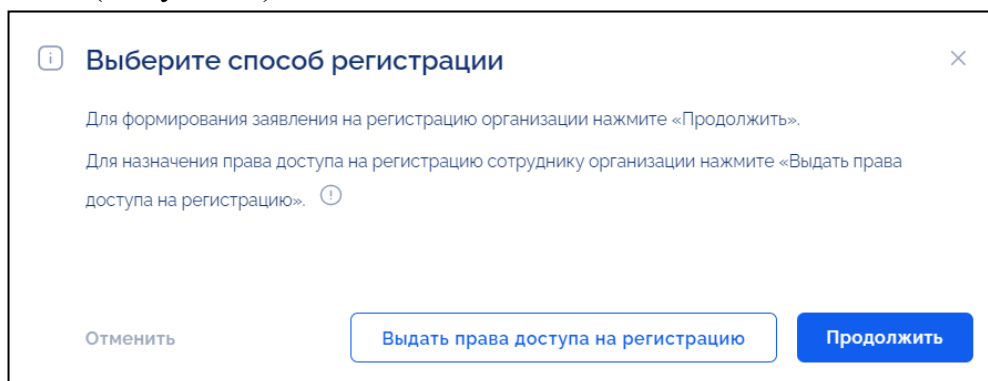 Выберите способ регистрации
Для формирования заявления на регистрацию организации нажмите «Продолжить».
Для назначения права доступа на регистрацию сотруднику организации нажмите «Выдать права
доступа на регистрацию».
Отменить
Выдать права доступа на регистрацию
Продолжить